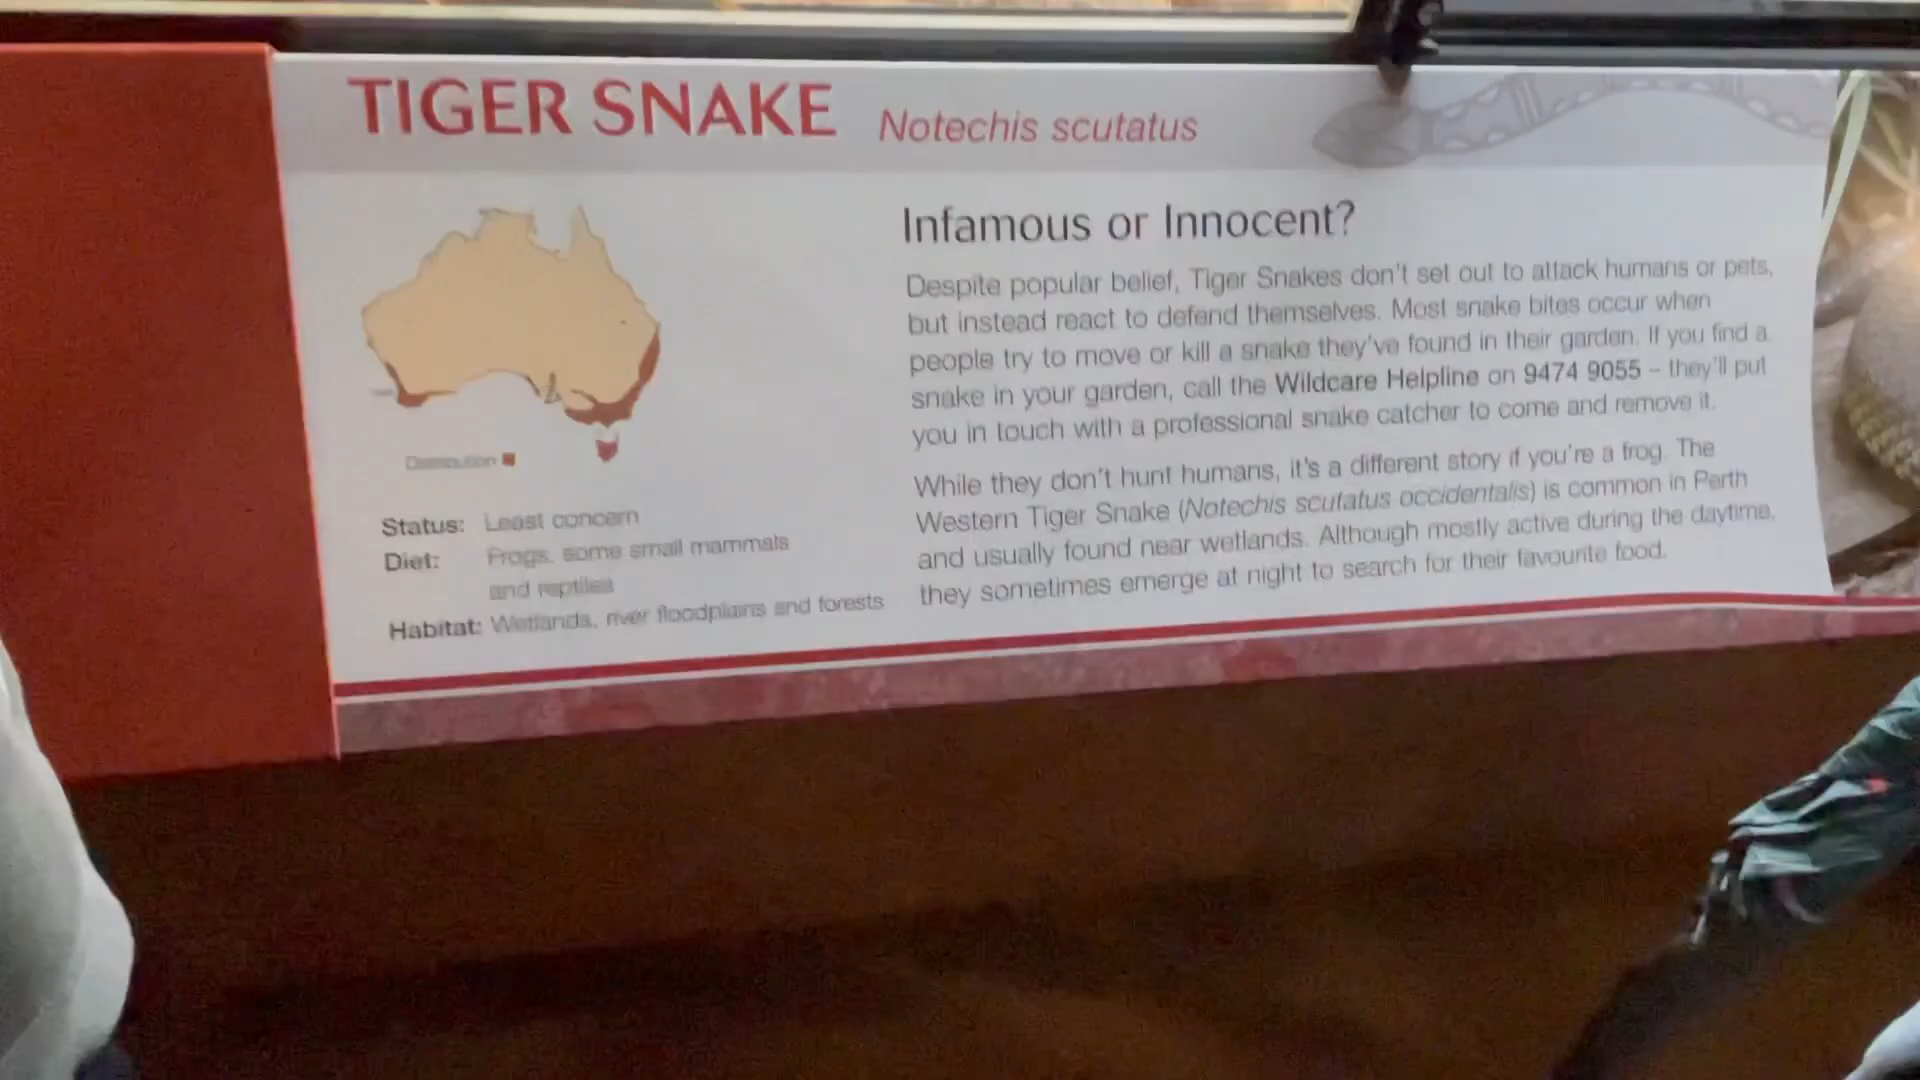 TIGER SNAKE Notechis scutatus
Infamous or Innocent?
Despite popular belief, Tiger Snakes don't set out to attack humans or pets,
but instead react to defend themselves. Most snake bites occur when
people try to move or kill a snake they've found in their garden. If you find a
snake in your garden, call the Wildcare Helpline on 9474 9055 – they'll put
you in touch with a professional snake catcher to come and remove it.
While they don't hunt humans, it's a different story if you're a frog. The
Western Tiger Snake (Notechis scutatus occidentalis) is common in Perth
and usually found near wetlands. Although mostly active during the daytime,
they sometimes emerge at night to search for their favourite food.
Distribution
Status: Least concern
Diet: Frogs, some small mammals
and reptiles
Habitat: Wetlands, river floodplains and forests